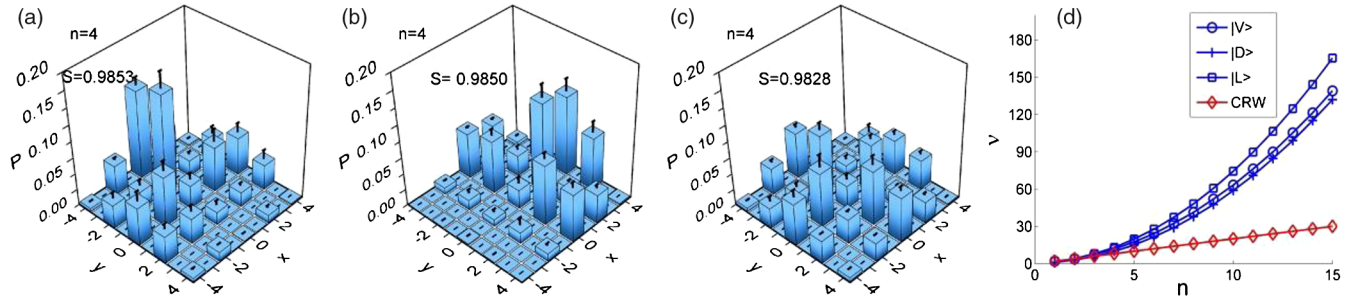 (a)
n=4
S=0.9853
0.20
0.15
0.10
0.05
0.00
P
-4
-2
0
2
4
y
-4
-2
0
2
4
x
(b)
n=4
S= 0.9850
0.20
0.15
0.10
0.05
0.00
P
-4
-2
0
2
4
y
-4
-2
0
2
4
x
(c)
n=4
S=0.9828
0.20
0.15
0.10
0.05
0.00
P
-4
-2
0
2
4
y
-4
-2
0
2
4
x
(d)
|V>
|D>
|L>
CRW
180
150
120
90
60
30
0
ν
5
10
15
n